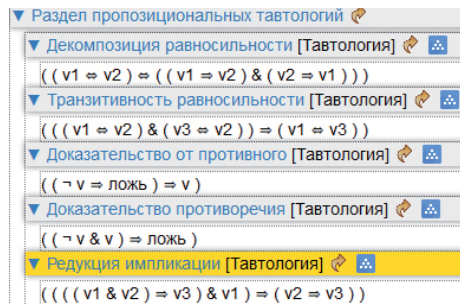 ▼ Раздел пропозициональных тавтологий
▼ Декомпозиция равносильности [Тавтология]
( ( v1 ⇔ v2 ) ⇔ ( ( v1 ⇒ v2 ) & ( v2 ⇒ v1 ) ) )
▼ Транзитивность равносильности [Тавтология]
( ( ( v1 ⇔ v2 ) & ( v3 ⇔ v2 ) ) ⇒ ( v1 ⇔ v3 ) )
▼ Доказательство от противного [Тавтология]
( ( ¬ v ⇒ ложь ) ⇒ v )
▼ Доказательство противоречия [Тавтология]
( ( ¬ v & v ) ⇒ ложь )
▼ Редукция импликации [Тавтология]
( ( ( ( v1 & v2 ) ⇒ v3 ) & v1 ) ⇒ ( v2 ⇒ v3 ) )